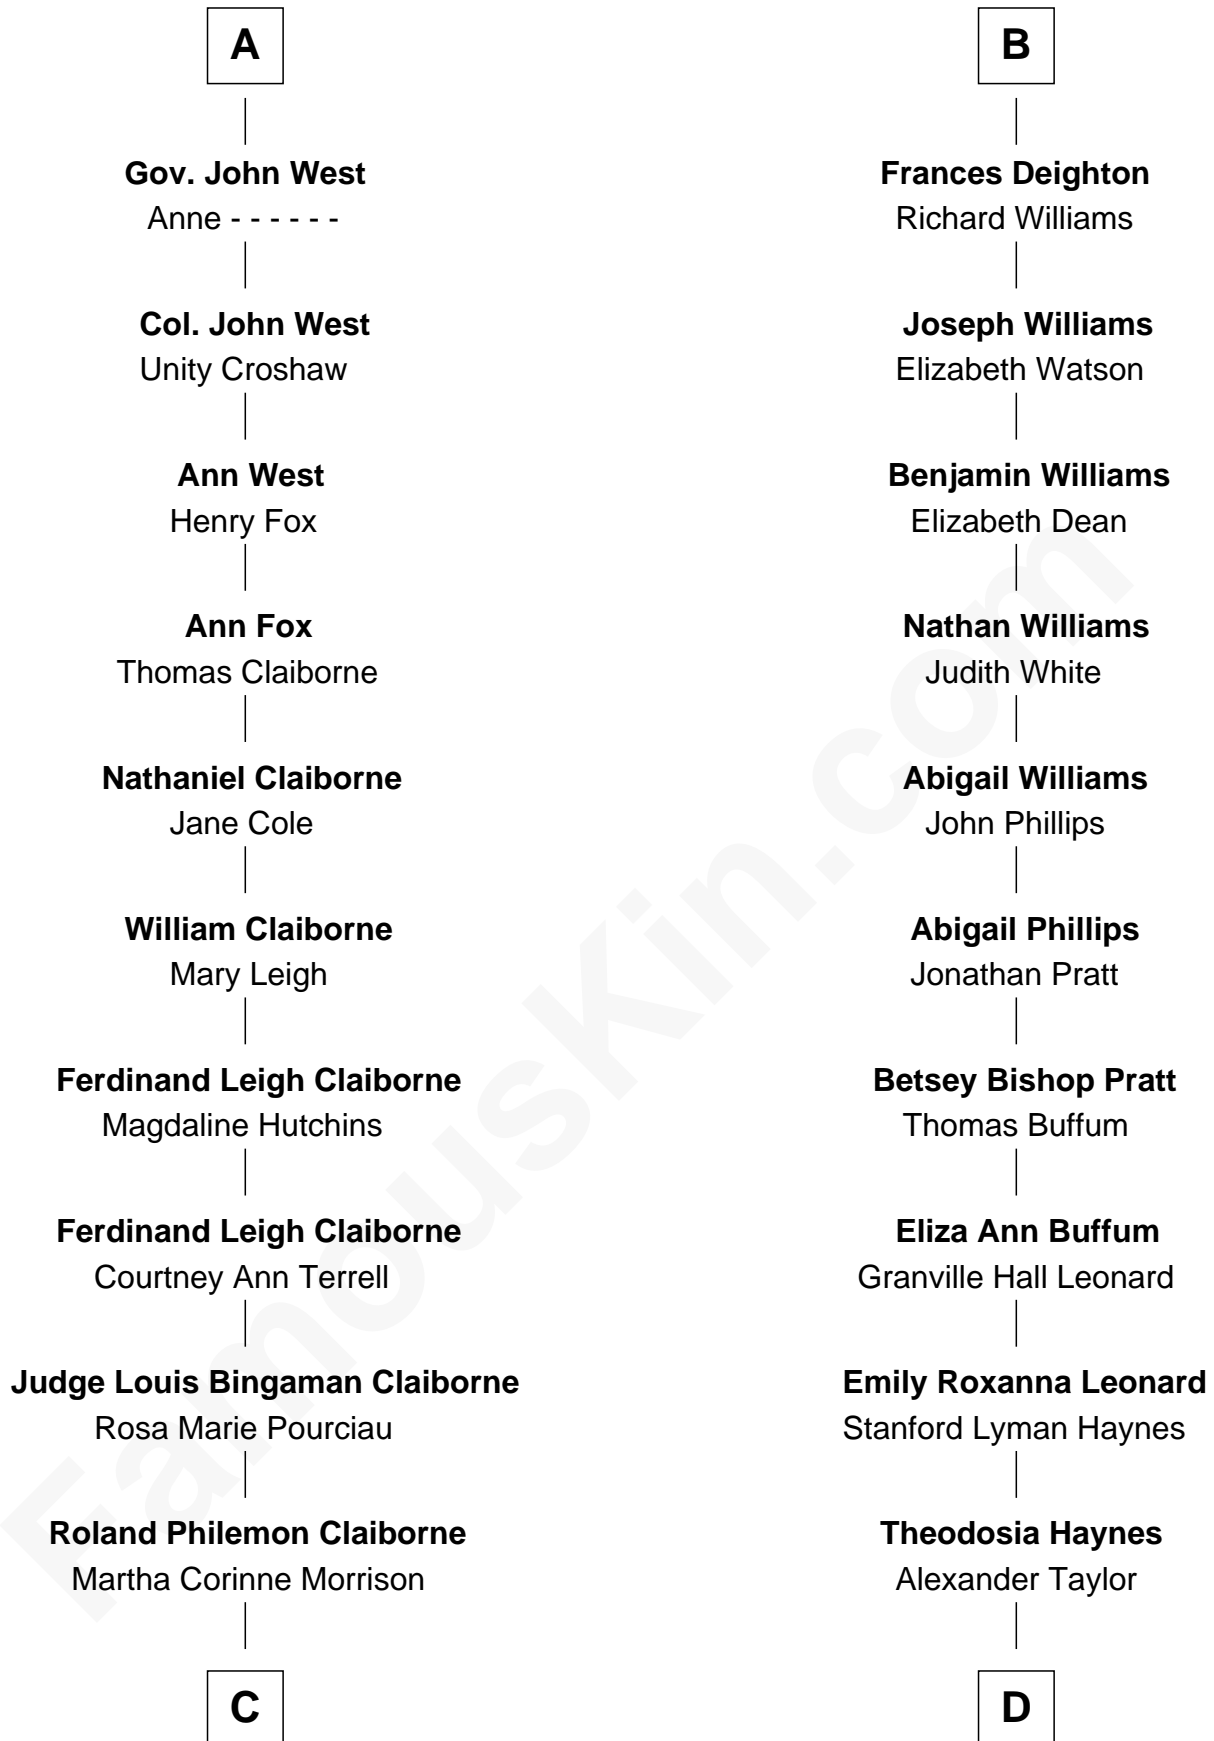 A
Gov. John West
Anne - - - - - -
Col. John West
Unity Croshaw
Ann West
Henry Fox
Ann Fox
Thomas Claiborne
Nathaniel Claiborne
Jane Cole
William Claiborne
Mary Leigh
Ferdinand Leigh Claiborne
Magdaline Hutchins
Ferdinand Leigh Claiborne
Courtney Ann Terrell
Judge Louis Bingaman Claiborne
Rosa Marie Pourciau
Roland Philemon Claiborne
Martha Corinne Morrison
C
B
Frances Deighton
Richard Williams
Joseph Williams
Elizabeth Watson
Benjamin Williams
Elizabeth Dean
Nathan Williams
Judith White
Abigail Williams
John Phillips
Abigail Phillips
Jonathan Pratt
Betsey Bishop Pratt
Thomas Buffum
Eliza Ann Buffum
Granville Hall Leonard
Emily Roxanna Leonard
Stanford Lyman Haynes
Theodosia Haynes
Alexander Taylor
D
FamousKin.com